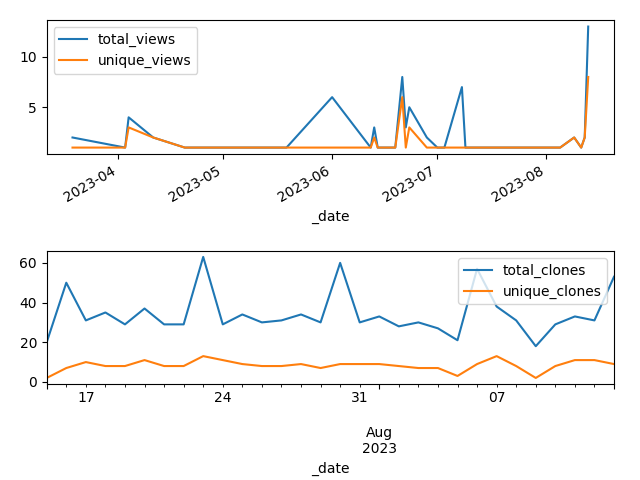 total_views
unique_views
10
5
2023-04
2023-05
2023-06
2023-07
2023-08
_date
total_clones
unique_clones
60
40
20
0
17
24
31
07
Aug
2023
_date